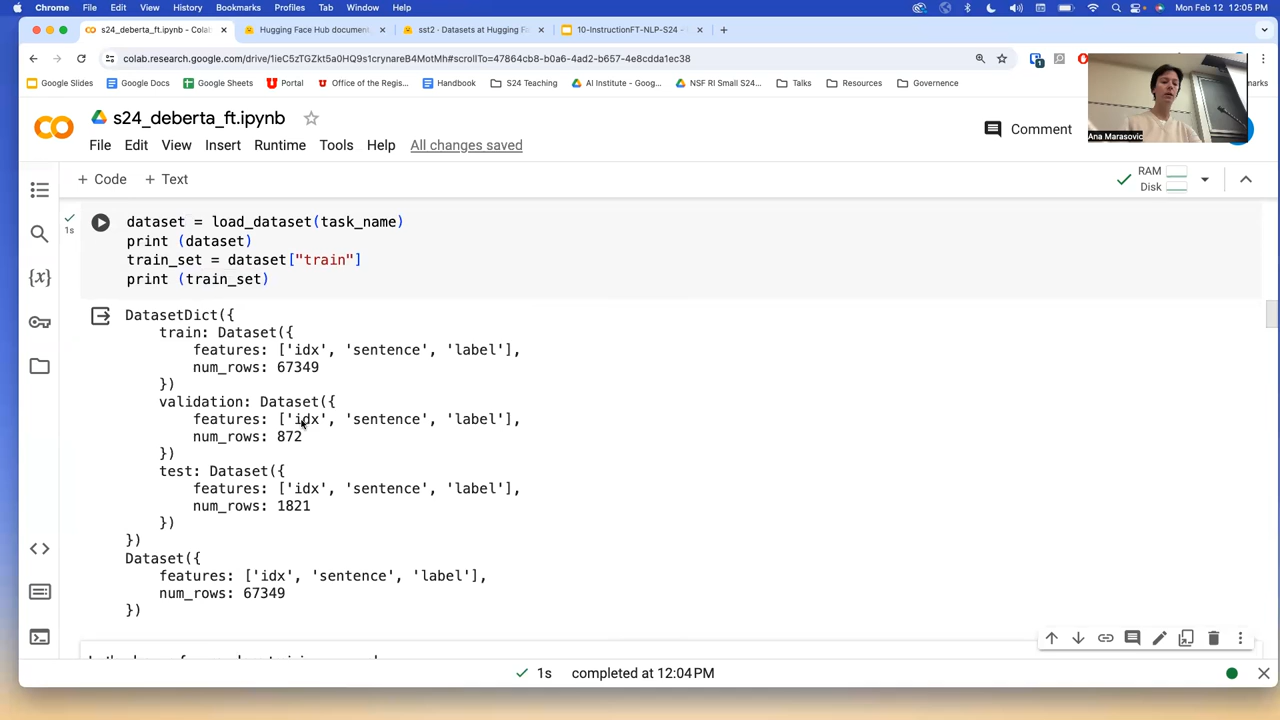 Chrome File Edit View History Bookmarks Profiles Tab Window Help Mon Feb 12 12:05 PM
s24_deberta_ft.ipynb - Colab
Hugging Face Hub document
sst2 · Datasets at Hugging Fa
10-InstructionFT-NLP-S24 -
colab.research.google.com/drive/1ieC5zTGZkt5a0HQ9s1crynareB4MotMh#scrollTo=47864cb8-b0a6-4ad2-b657-4e8cdda1ec38
Google Slides Google Docs Google Sheets Portal Office of the Regis... Handbook S24 Teaching AI Institute - Goog... NSF RI Small S24... Talks Resources Governence
Ana Marasovic
s24_deberta_ft.ipynb
Comment
File Edit View Insert Runtime Tools Help All changes saved
+ Code + Text
RAM
Disk
1s
dataset = load_dataset(task_name)
print (dataset)
train_set = dataset["train"]
print (train_set)
DatasetDict({
train: Dataset({
features: ['idx', 'sentence', 'label'],
num_rows: 67349
})
validation: Dataset({
features: ['idx', 'sentence', 'label'],
num_rows: 872
})
test: Dataset({
features: ['idx', 'sentence', 'label'],
num_rows: 1821
})
})
Dataset({
features: ['idx', 'sentence', 'label'],
num_rows: 67349
})
1s completed at 12:04 PM